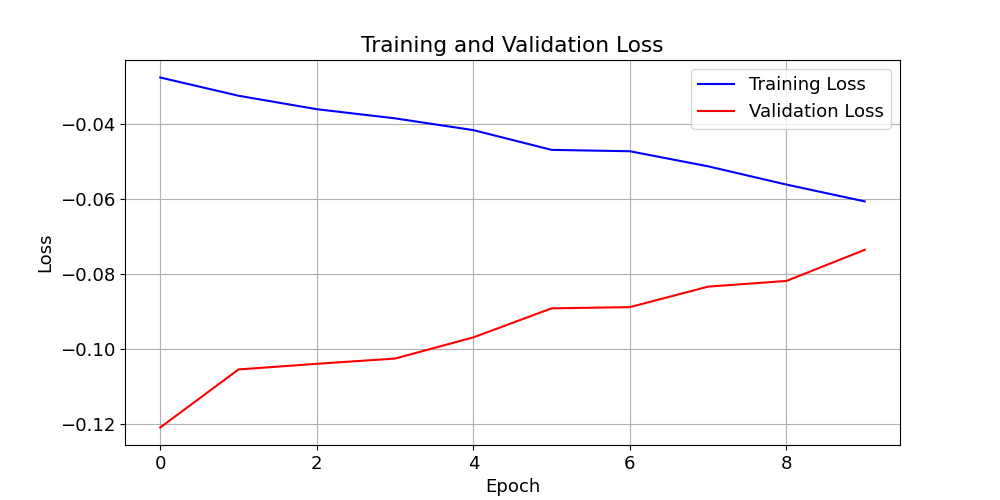 Training and Validation Loss
Training Loss
Validation Loss
−0.04
−0.06
−0.08
−0.10
−0.12
Loss
0 2 4 6 8
Epoch